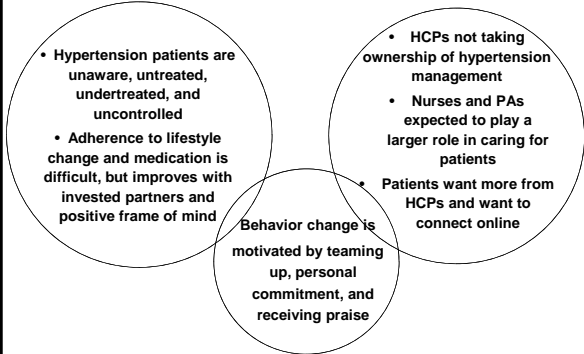 • Hypertension patients are
unaware, untreated,
undertreated, and
uncontrolled
• Adherence to lifestyle
change and medication is
difficult, but improves with
invested partners and
positive frame of mind
• HCPs not taking
ownership of hypertension
management
• Nurses and PAs
expected to play a
larger role in caring for
patients
• Patients want more from
HCPs and want to
connect online
Behavior change is
motivated by teaming
up, personal
commitment, and
receiving praise